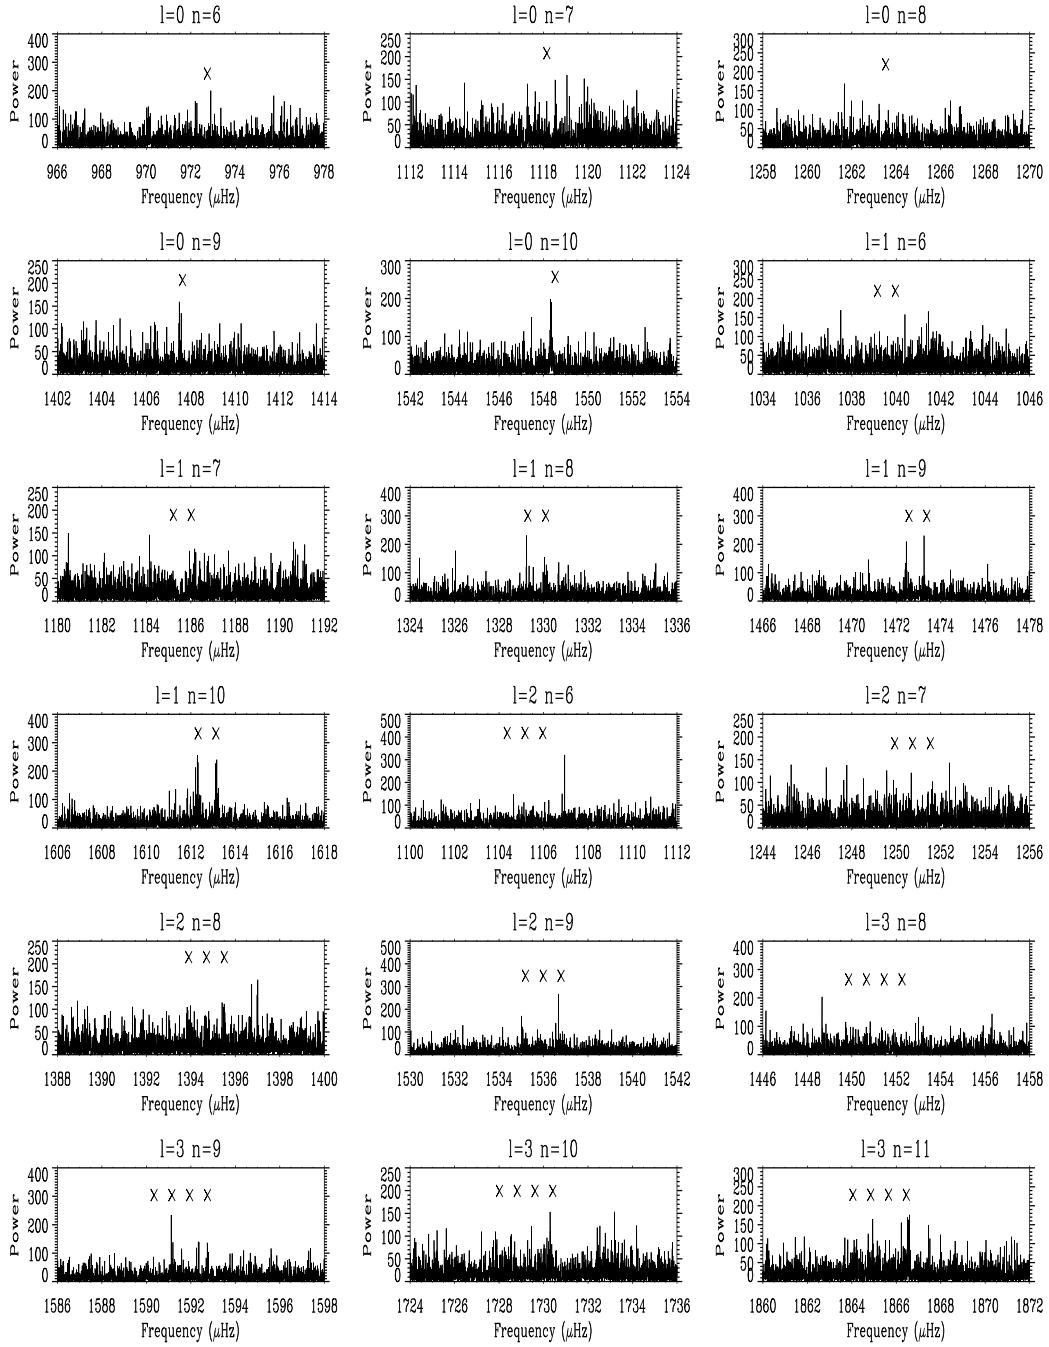 l=0 n=6
l=0 n=7
l=0 n=8
Power
400
300
200
100
0
966 968 970 972 974 976 978
Frequency (μHz)
Power
250
200
150
100
50
0
1112 1114 1116 1118 1120 1122 1124
Frequency (μHz)
Power
300
250
200
150
100
50
0
1258 1260 1262 1264 1266 1268 1270
Frequency (μHz)
l=0 n=9
l=0 n=10
l=1 n=6
Power
250
200
150
100
50
0
1402 1404 1406 1408 1410 1412 1414
Frequency (μHz)
Power
300
200
100
0
1542 1544 1546 1548 1550 1552 1554
Frequency (μHz)
Power
300
250
200
150
100
50
0
1034 1036 1038 1040 1042 1044 1046
Frequency (μHz)
l=1 n=7
l=1 n=8
l=1 n=9
Power
250
200
150
100
50
0
1180 1182 1184 1186 1188 1190 1192
Frequency (μHz)
Power
400
300
200
100
0
1324 1326 1328 1330 1332 1334 1336
Frequency (μHz)
Power
400
300
200
100
0
1466 1468 1470 1472 1474 1476 1478
Frequency (μHz)
l=1 n=10
l=2 n=6
l=2 n=7
Power
400
300
200
100
0
1606 1608 1610 1612 1614 1616 1618
Frequency (μHz)
Power
500
400
300
200
100
0
1100 1102 1104 1106 1108 1110 1112
Frequency (μHz)
Power
250
200
150
100
50
0
1244 1246 1248 1250 1252 1254 1256
Frequency (μHz)
l=2 n=8
l=2 n=9
l=3 n=8
Power
250
200
150
100
50
0
1388 1390 1392 1394 1396 1398 1400
Frequency (μHz)
Power
500
400
300
200
100
0
1530 1532 1534 1536 1538 1540 1542
Frequency (μHz)
Power
400
300
200
100
0
1446 1448 1450 1452 1454 1456 1458
Frequency (μHz)
l=3 n=9
l=3 n=10
l=3 n=11
Power
400
300
200
100
0
1586 1588 1590 1592 1594 1596 1598
Frequency (μHz)
Power
250
200
150
100
50
0
1724 1726 1728 1730 1732 1734 1736
Frequency (μHz)
Power
300
250
200
150
100
50
0
1860 1862 1864 1866 1868 1870 1872
Frequency (μHz)